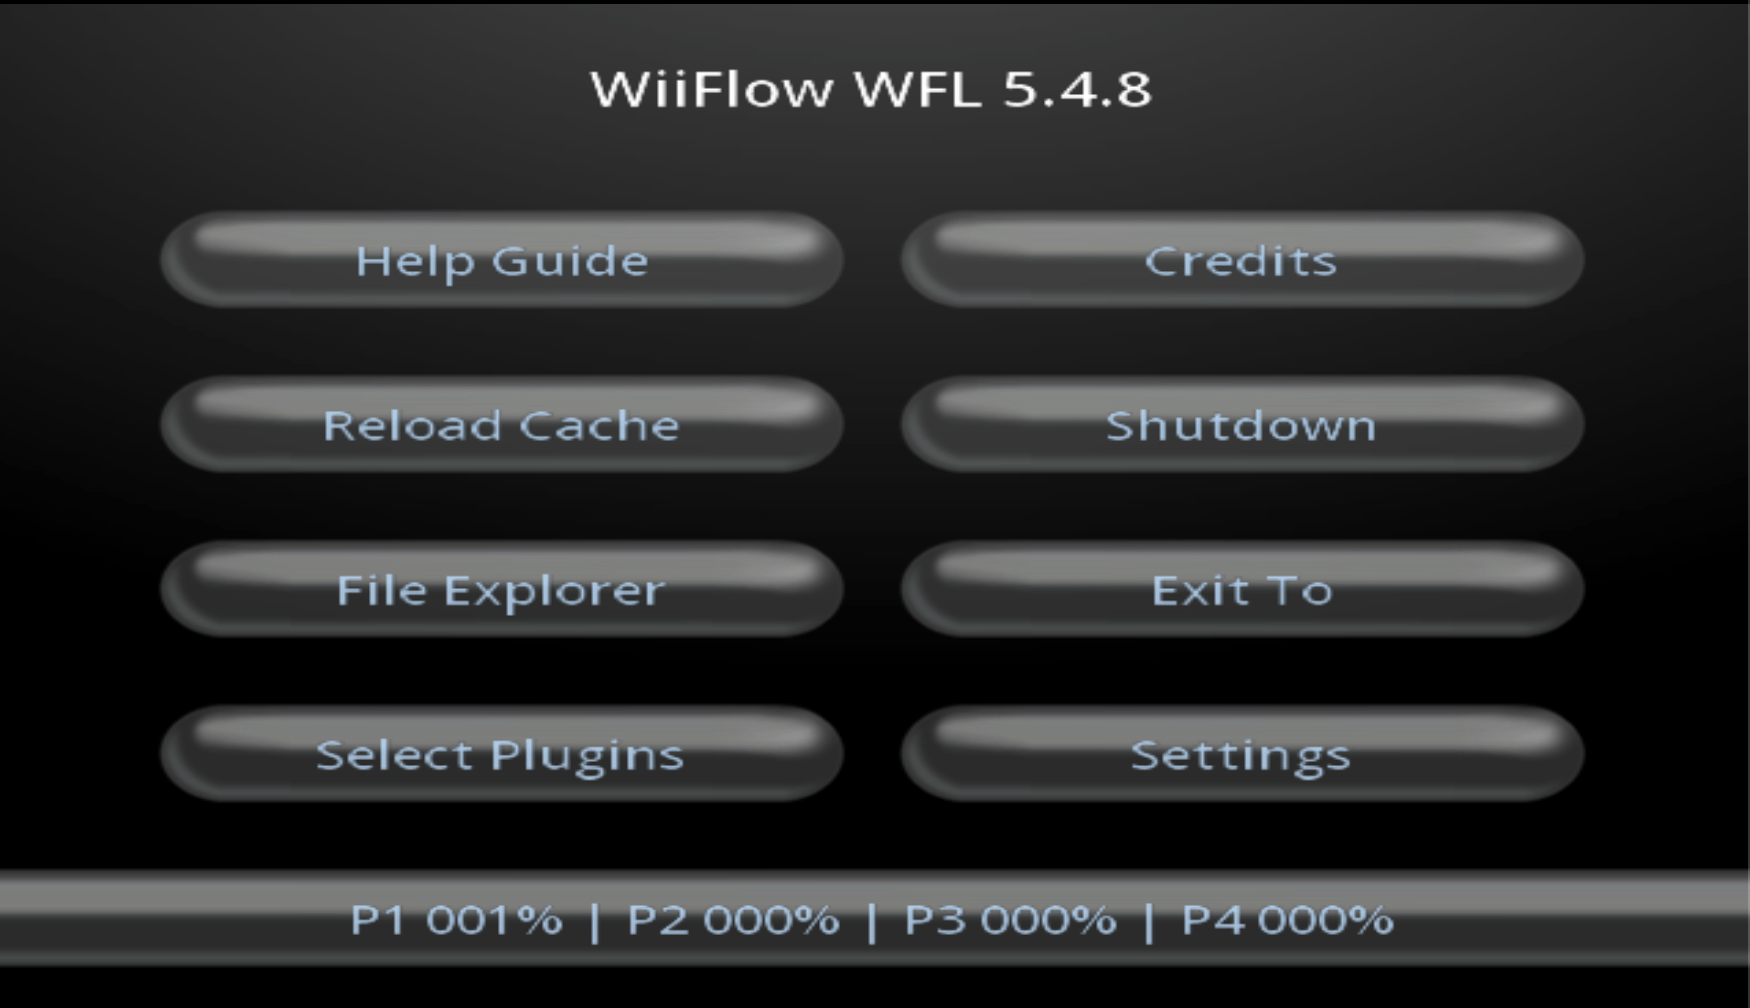 WiiFlow WFL 5.4.8
Help Guide
Credits
Reload Cache
Shutdown
File Explorer
Exit To
Select Plugins
Settings
P1 001% | P2 000% | P3 000% | P4 000%